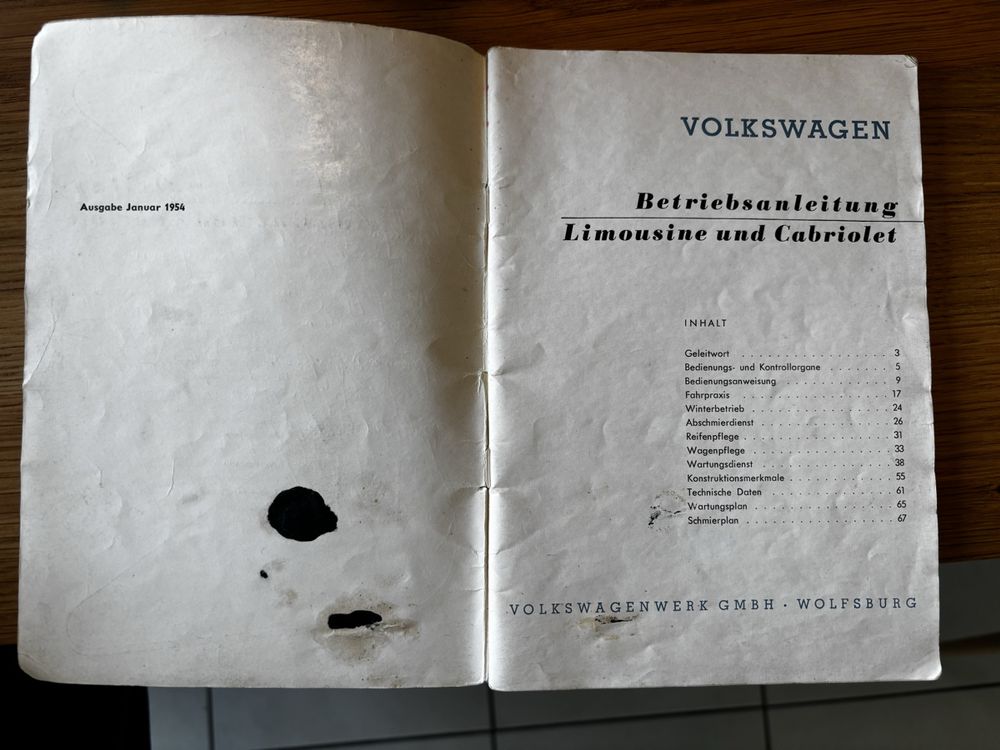 Ausgabe Januar 1954
VOLKSWAGEN
Betriebsanleitung
Limousine und Cabriolet
INHALT
Geleitwort . . . . . . . . . . . . . . . . . . 3
Bedienungs- und Kontrollorgane . . . . . . . 5
Bedienungsanweisung . . . . . . . . . . . . 9
Fahrpraxis . . . . . . . . . . . . . . . . . . 17
Winterbetrieb . . . . . . . . . . . . . . . . 24
Abschmierdienst . . . . . . . . . . . . . . . 26
Reifenpflege . . . . . . . . . . . . . . . . . 31
Wagenpflege . . . . . . . . . . . . . . . . 33
Wartungsdienst . . . . . . . . . . . . . . . 38
Konstruktionsmerkmale . . . . . . . . . . . 55
Technische Daten . . . . . . . . . . . . . . 61
Wartungsplan . . . . . . . . . . . . . . . . 65
Schmierplan . . . . . . . . . . . . . . . . . 67
VOLKSWAGENWERK GMBH · WOLFSBURG